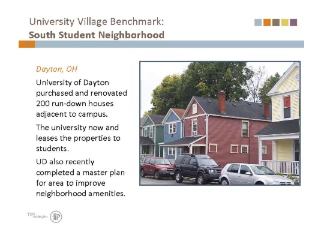 University Village Benchmark:
South Student Neighborhood
Dayton, OH
University of Dayton
purchased and renovated
200 run-down houses
adjacent to campus.
The university now and
leases the properties to
students.
UD also recently
completed a master plan
for area to improve
neighborhood amenities.